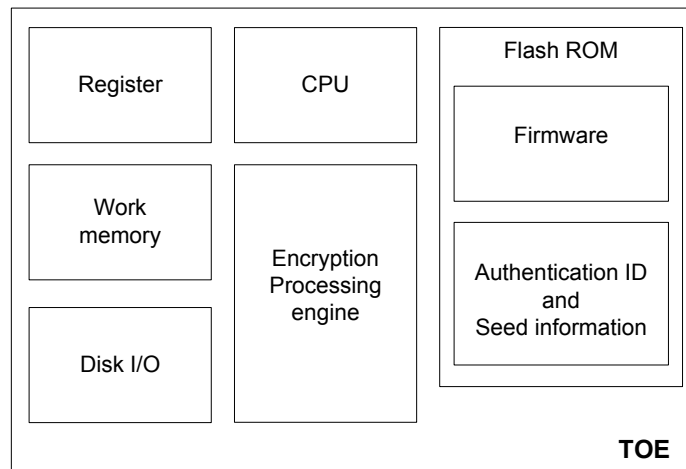 Register
CPU
Flash ROM
Firmware
Work
memory
Encryption
Processing
engine
Authentication ID
and
Seed information
Disk I/O
TOE